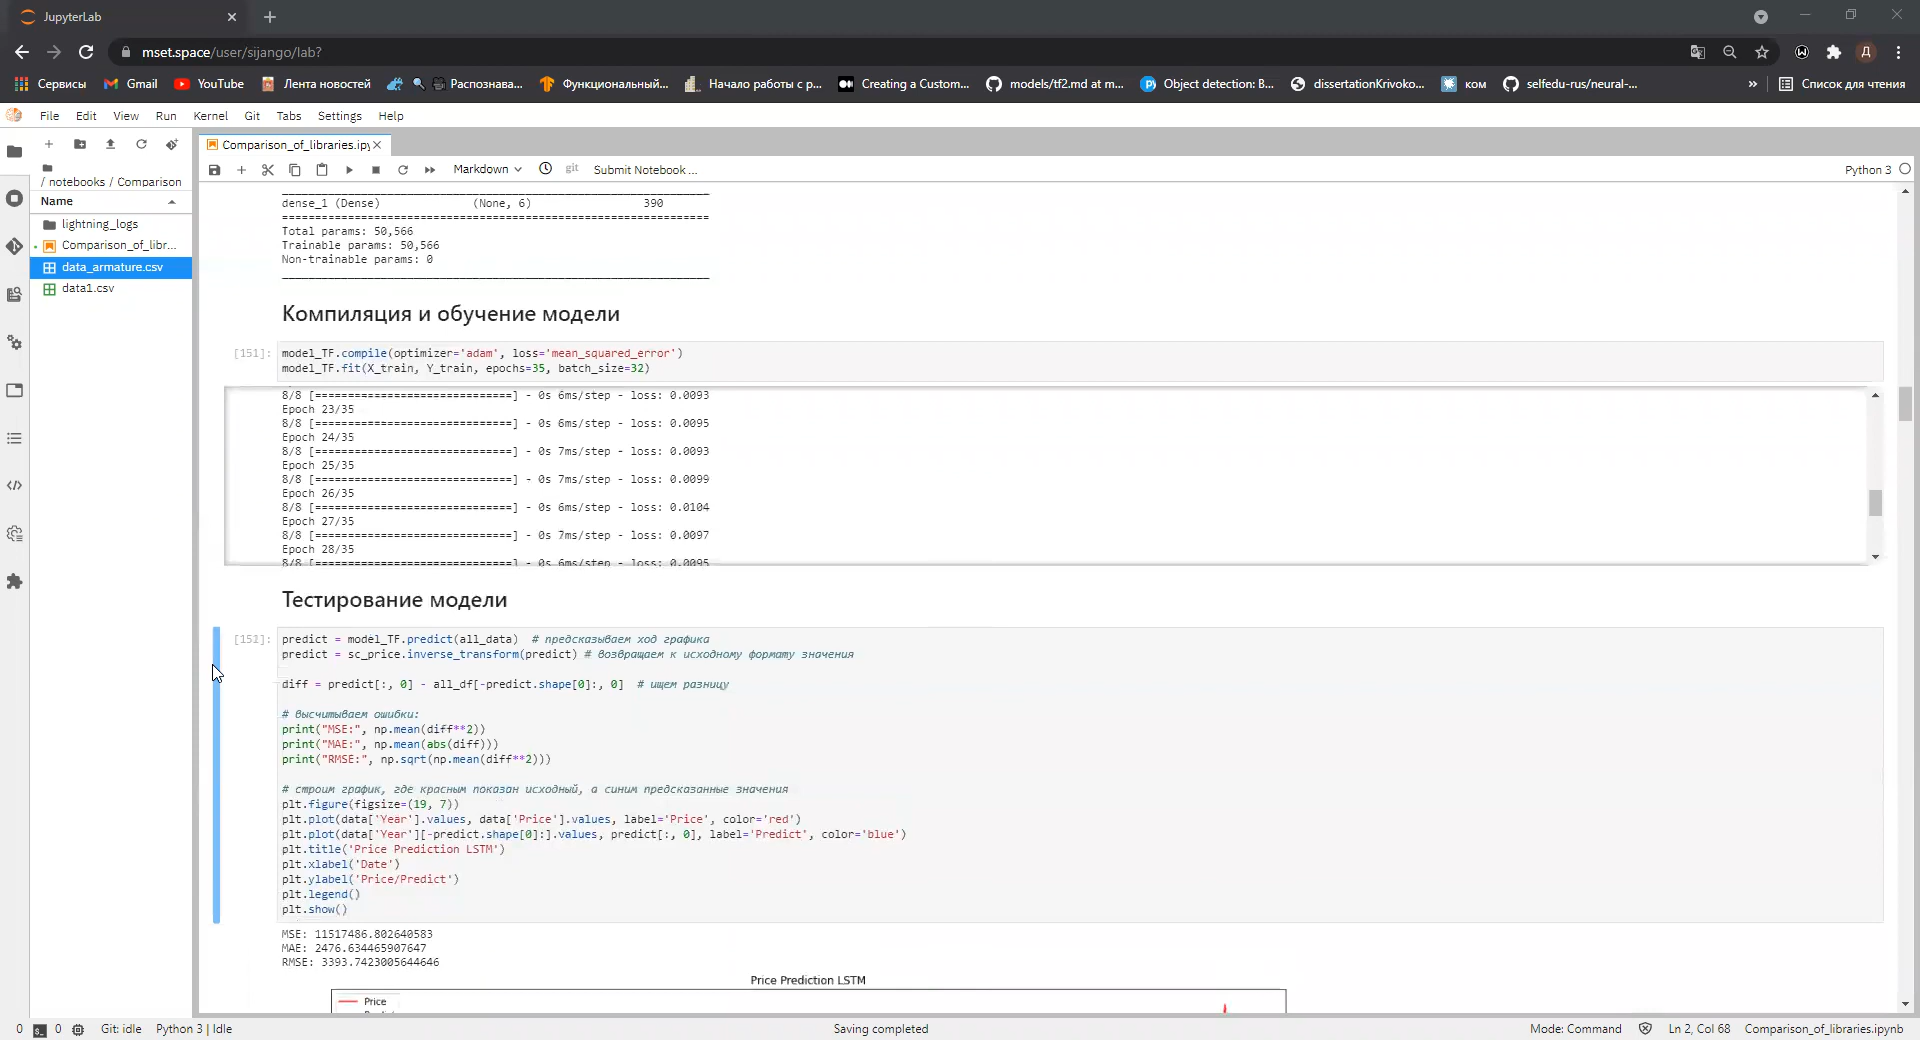 JupyterLab
mset.space/user/sijango/lab?
Сервисы Gmail YouTube Лента новостей Распознава... Функциональный... Начало работы с р... Creating a Custom... models/tf2.md at m... Object detection: B... dissertationKrivoko... ком selfedu-rus/neural-... » Список для чтения
File Edit View Run Kernel Git Tabs Settings Help
Comparison_of_libraries.ipy
Markdown git Submit Notebook ... Python 3
/ notebooks / Comparison
Name
lightning_logs
Comparison_of_libr...
data_armature.csv
data1.csv
dense_1 (Dense) (None, 6) 390
=================================================================
Total params: 50,566
Trainable params: 50,566
Non-trainable params: 0
Компиляция и обучение модели
[151]:
model_TF.compile(optimizer='adam', loss='mean_squared_error')
model_TF.fit(X_train, Y_train, epochs=35, batch_size=32)
8/8 [==============================] - 0s 6ms/step - loss: 0.0093
Epoch 23/35
8/8 [==============================] - 0s 6ms/step - loss: 0.0095
Epoch 24/35
8/8 [==============================] - 0s 7ms/step - loss: 0.0093
Epoch 25/35
8/8 [==============================] - 0s 7ms/step - loss: 0.0099
Epoch 26/35
8/8 [==============================] - 0s 6ms/step - loss: 0.0104
Epoch 27/35
8/8 [==============================] - 0s 7ms/step - loss: 0.0097
Epoch 28/35
8/8 [==============================] - 0s 6ms/step - loss: 0.0095
Тестирование модели
[152]:
predict = model_TF.predict(all_data) # предсказываем ход графика
predict = sc_price.inverse_transform(predict) # возвращаем к исходному формату значения
diff = predict[:, 0] - all_df[-predict.shape[0]:, 0] # ищем разницу
# высчитываем ошибки:
print("MSE:", np.mean(diff**2))
print("MAE:", np.mean(abs(diff)))
print("RMSE:", np.sqrt(np.mean(diff**2)))
# строим график, где красным показан исходный, а синим предсказанные значения
plt.figure(figsize=(19, 7))
plt.plot(data['Year'].values, data['Price'].values, label='Price', color='red')
plt.plot(data['Year'][-predict.shape[0]:].values, predict[:, 0], label='Predict', color='blue')
plt.title('Price Prediction LSTM')
plt.xlabel('Date')
plt.ylabel('Price/Predict')
plt.legend()
plt.show()
MSE: 11517486.802640583
MAE: 2476.634465907647
RMSE: 3393.7423005644646
Price Prediction LSTM
Price
0 0 Git: idle Python 3 | Idle Saving completed Mode: Command Ln 2, Col 68 Comparison_of_libraries.ipynb